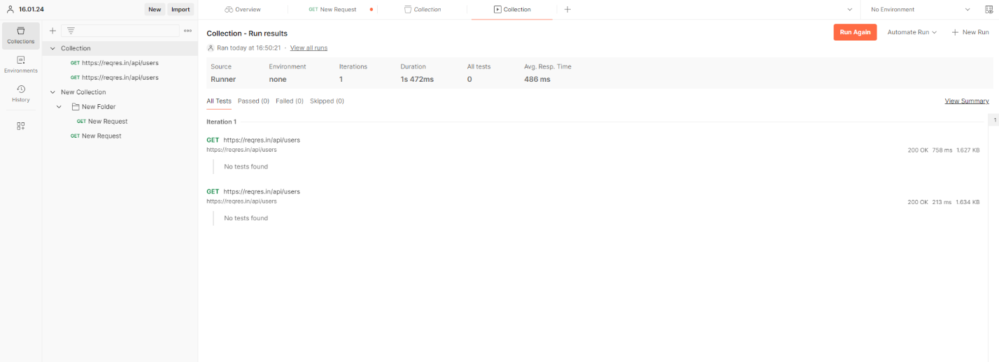 16.01.24
New
Import
Overview
GET New Request
Collection
Collection
No Environment
Collections
Environments
History
Collection
GET https://reqres.in/api/users
GET https://reqres.in/api/users
New Collection
New Folder
GET New Request
GET New Request
Collection - Run results
Run Again
Automate Run
New Run
Ran today at 16:50:21 · View all runs
Source Environment Iterations Duration All tests Avg. Resp. Time
Runner none 1 1s 472ms 0 486 ms
All Tests Passed (0) Failed (0) Skipped (0)
View Summary
Iteration 1
1
GET https://reqres.in/api/users
https://reqres.in/api/users
200 OK 758 ms 1.627 KB
No tests found
GET https://reqres.in/api/users
https://reqres.in/api/users
200 OK 213 ms 1.634 KB
No tests found